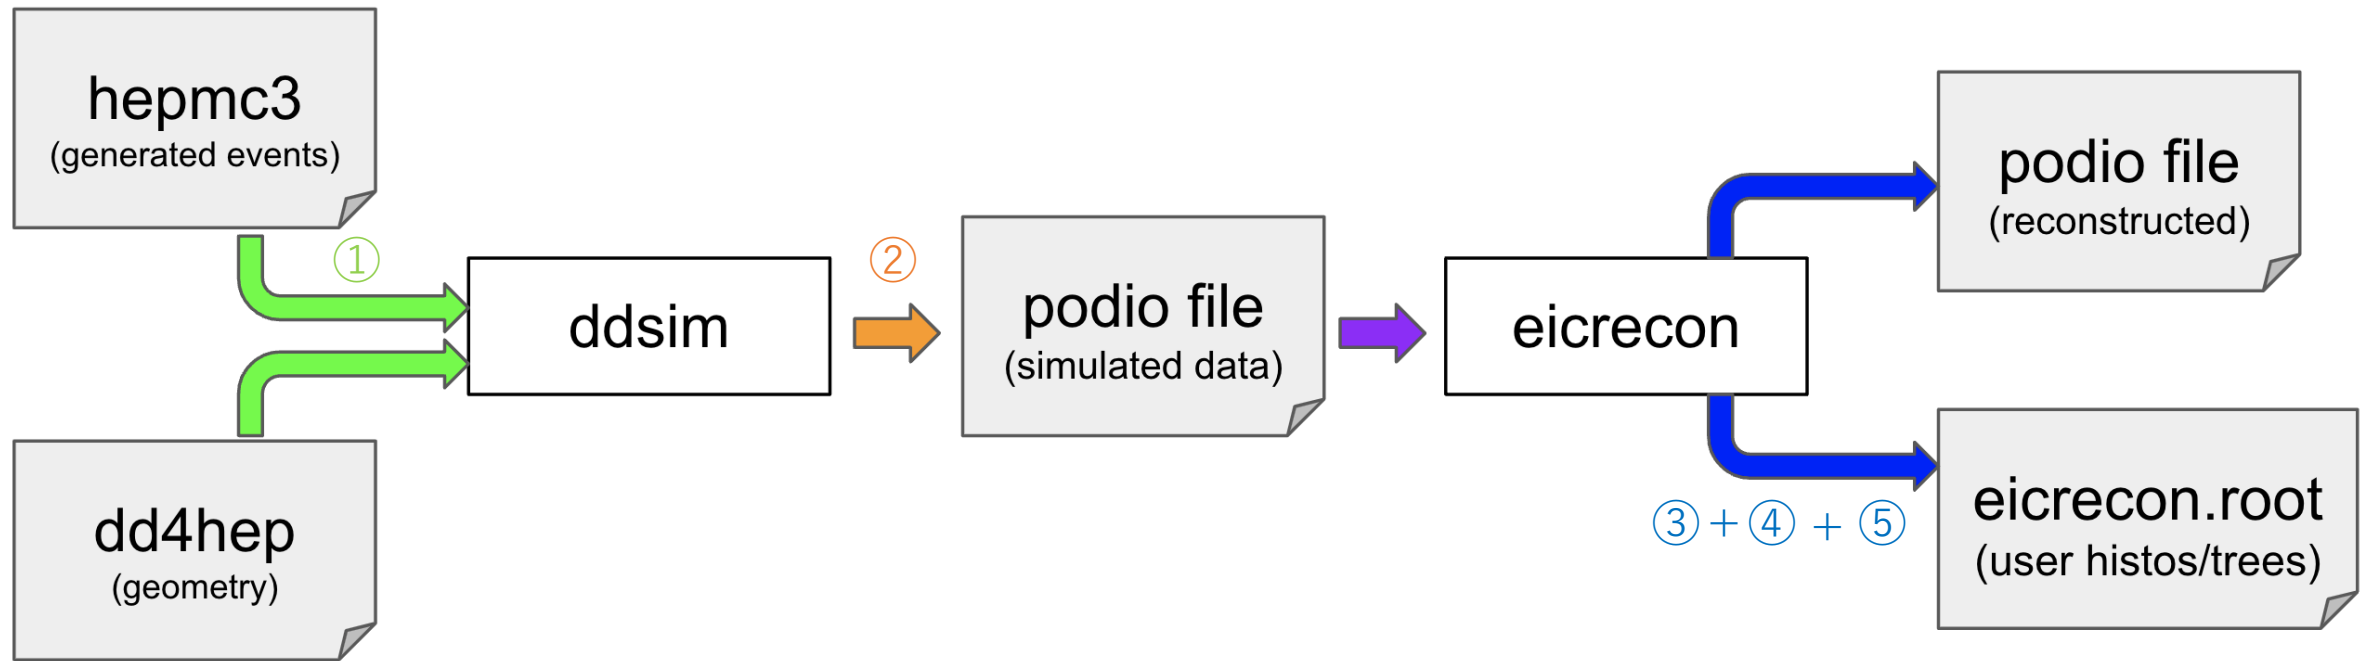 hepmc3
(generated events)
①
dd4hep
(geometry)
ddsim
②
podio file
(simulated data)
eicrecon
podio file
(reconstructed)
③ + ④ + ⑤
eicrecon.root
(user histos/trees)